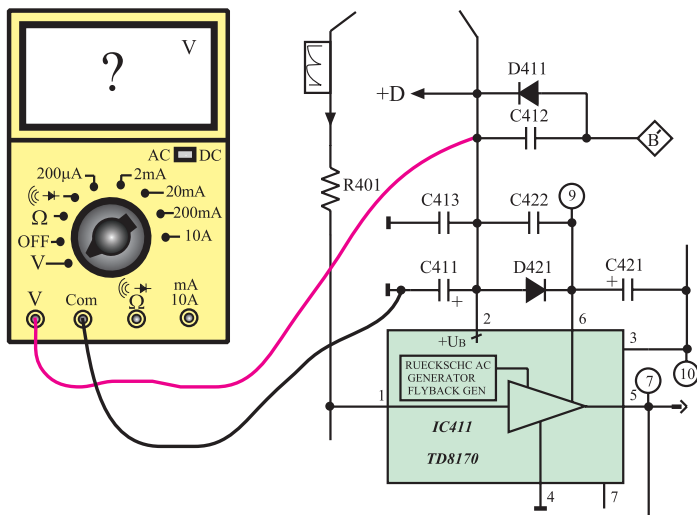 V
?
AC DC
200µA
2mA
20mA
200mA
10A
Ω
OFF
V
V
Com
Ω
mA
10A
+D
D411
C412
B'
R401
C413
C422
9
C411
+
D421
C421
+
2
+UB
6
3
10
RUECKSCHC AC
GENERATOR
FLYBACK GEN
1
5
7
IC411
TD8170
4
7